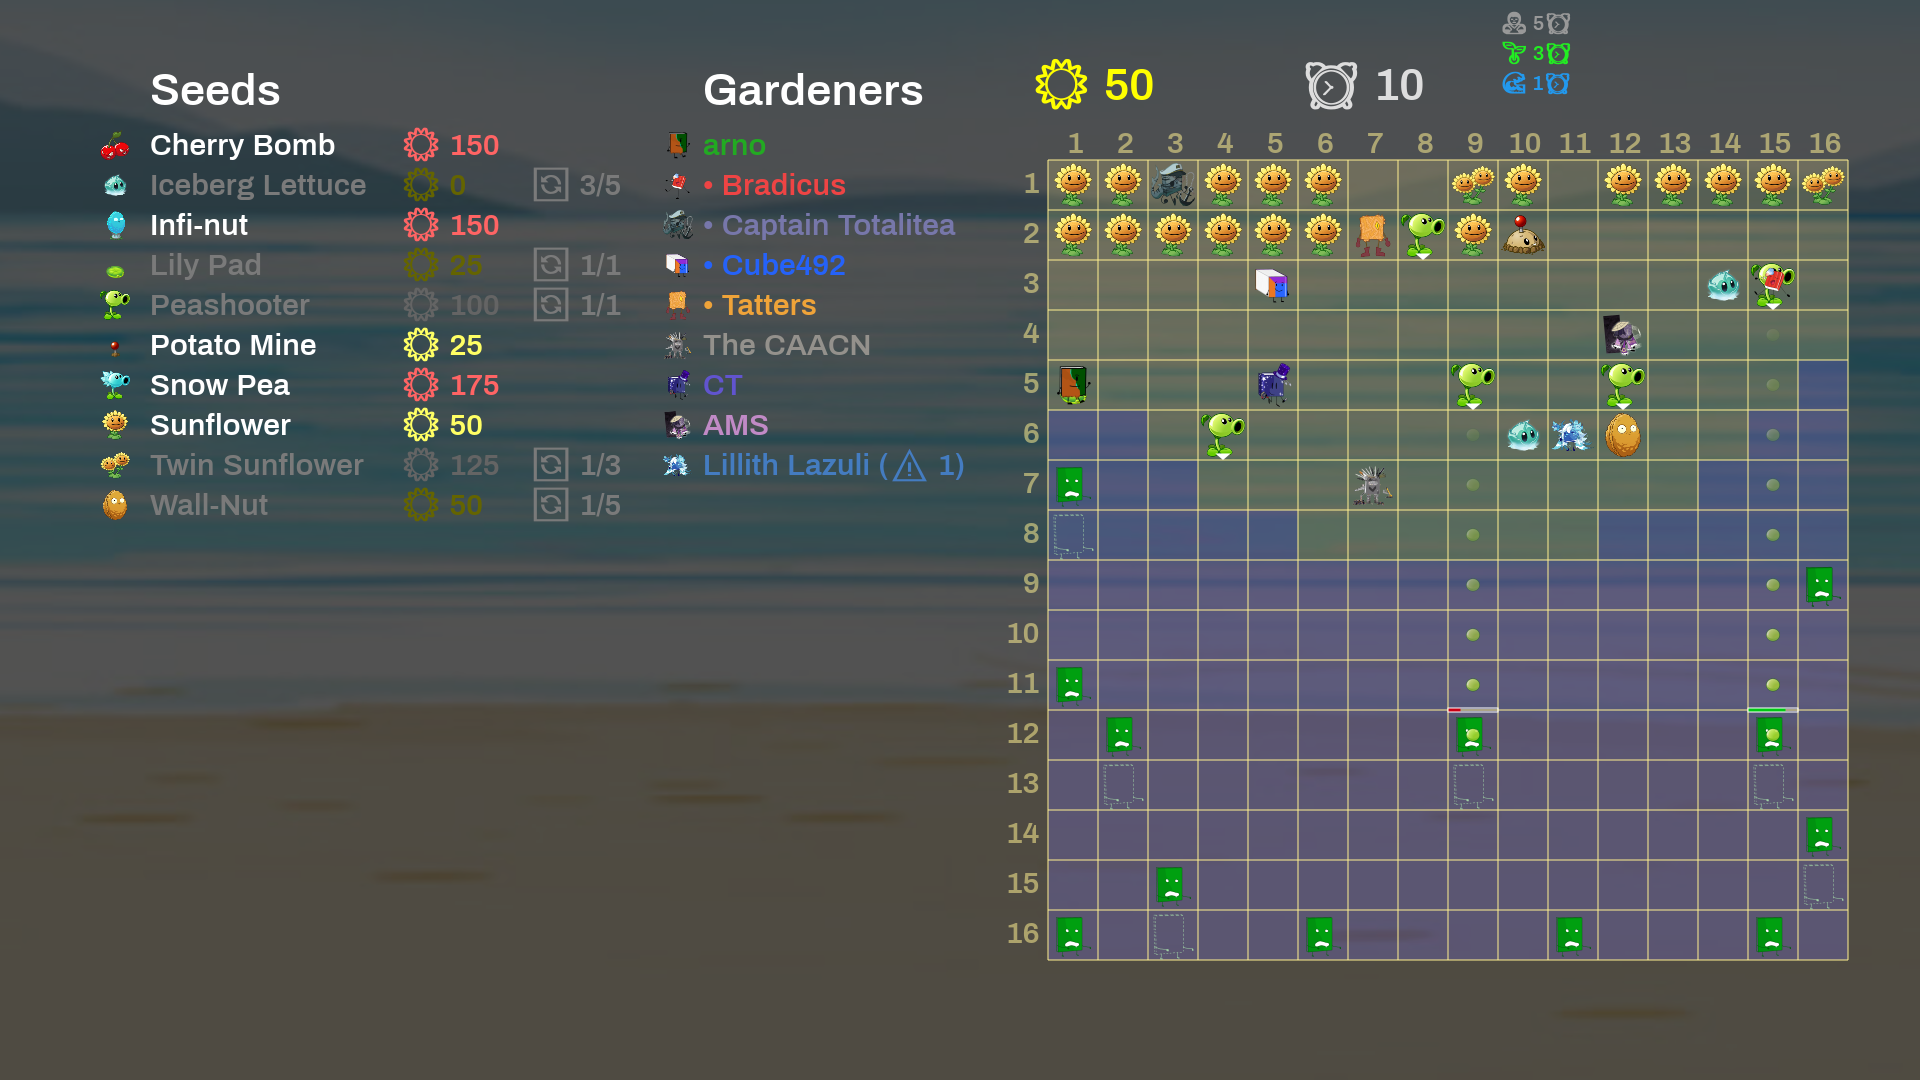 5
3
1
50
10
Seeds
Cherry Bomb 150
Iceberg Lettuce 0 3/5
Infi-nut 150
Lily Pad 25 1/1
Peashooter 100 1/1
Potato Mine 25
Snow Pea 175
Sunflower 50
Twin Sunflower 125 1/3
Wall-Nut 50 1/5
Gardeners
arno
• Bradicus
• Captain Totalitea
• Cube492
• Tatters
The CAACN
CT
AMS
Lillith Lazuli (⚠ 1)
1 2 3 4 5 6 7 8 9 10 11 12 13 14 15 16
1
2
3
4
5
6
7
8
9
10
11
12
13
14
15
16